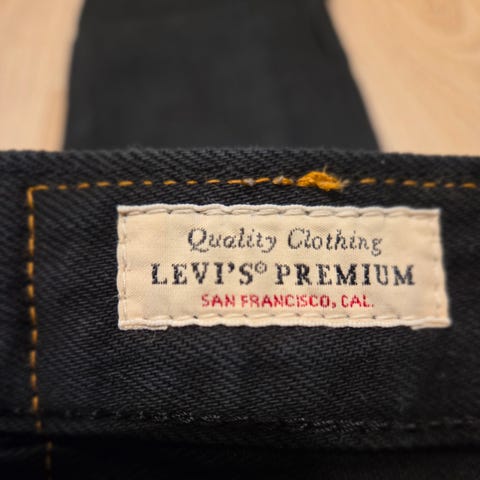 Quality Clothing
LEVI'S® PREMIUM
SAN FRANCISCO, CAL.